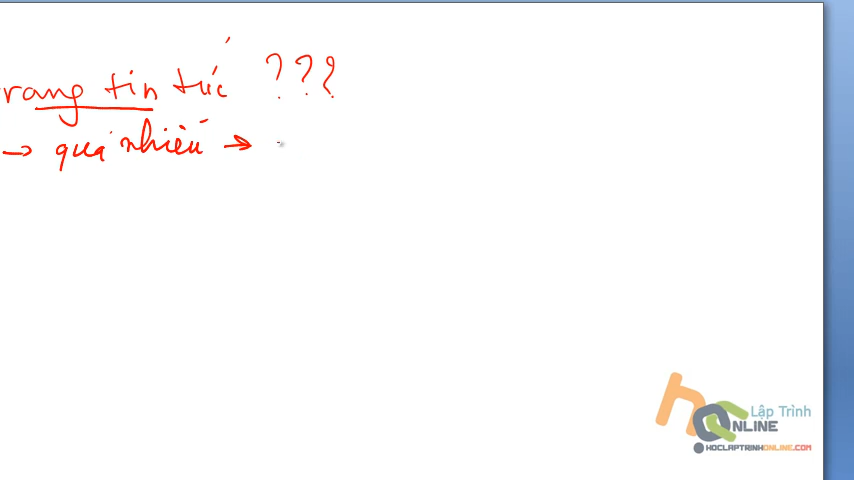 rang tin tức ???
→ quá nhiều →
Lập Trình
ONLINE
HOCLAPTRINHONLINE.COM